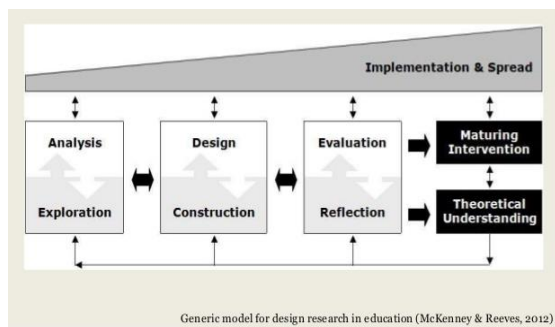 Implementation & Spread
Analysis
Exploration
Design
Construction
Evaluation
Reflection
Maturing
Intervention
Theoretical
Understanding
Generic model for design research in education (McKenney & Reeves, 2012)